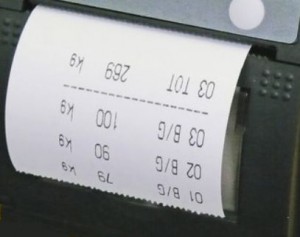 01 B/G 79 kg
02 B/G 90 kg
03 B/G 100 kg
---------------
03 TOT 269 kg